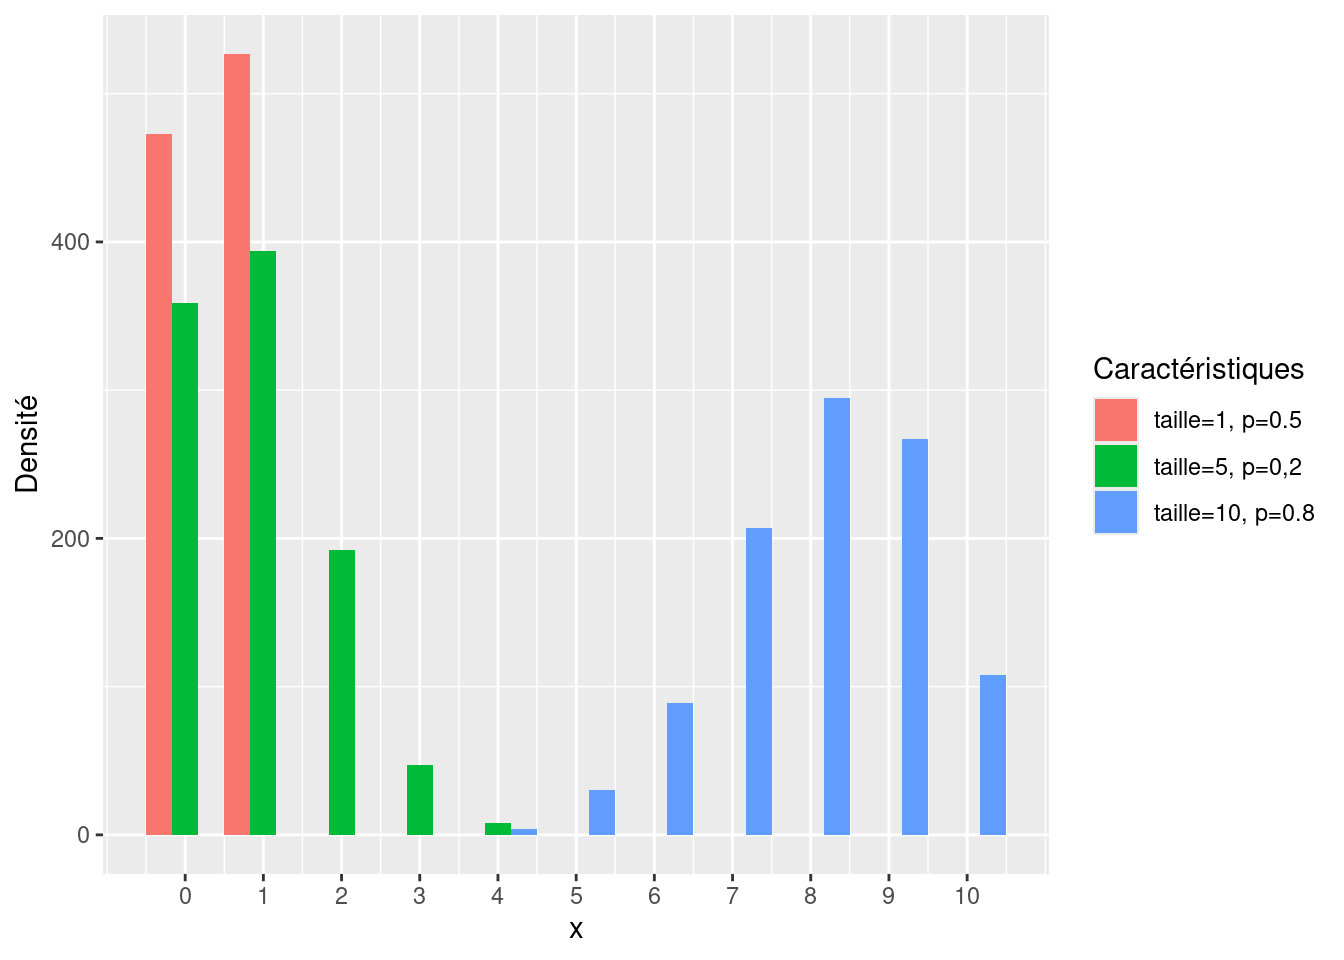 Densité
400
200
0
0 1 2 3 4 5 6 7 8 9 10
x
Caractéristiques
taille=1, p=0.5
taille=5, p=0,2
taille=10, p=0.8